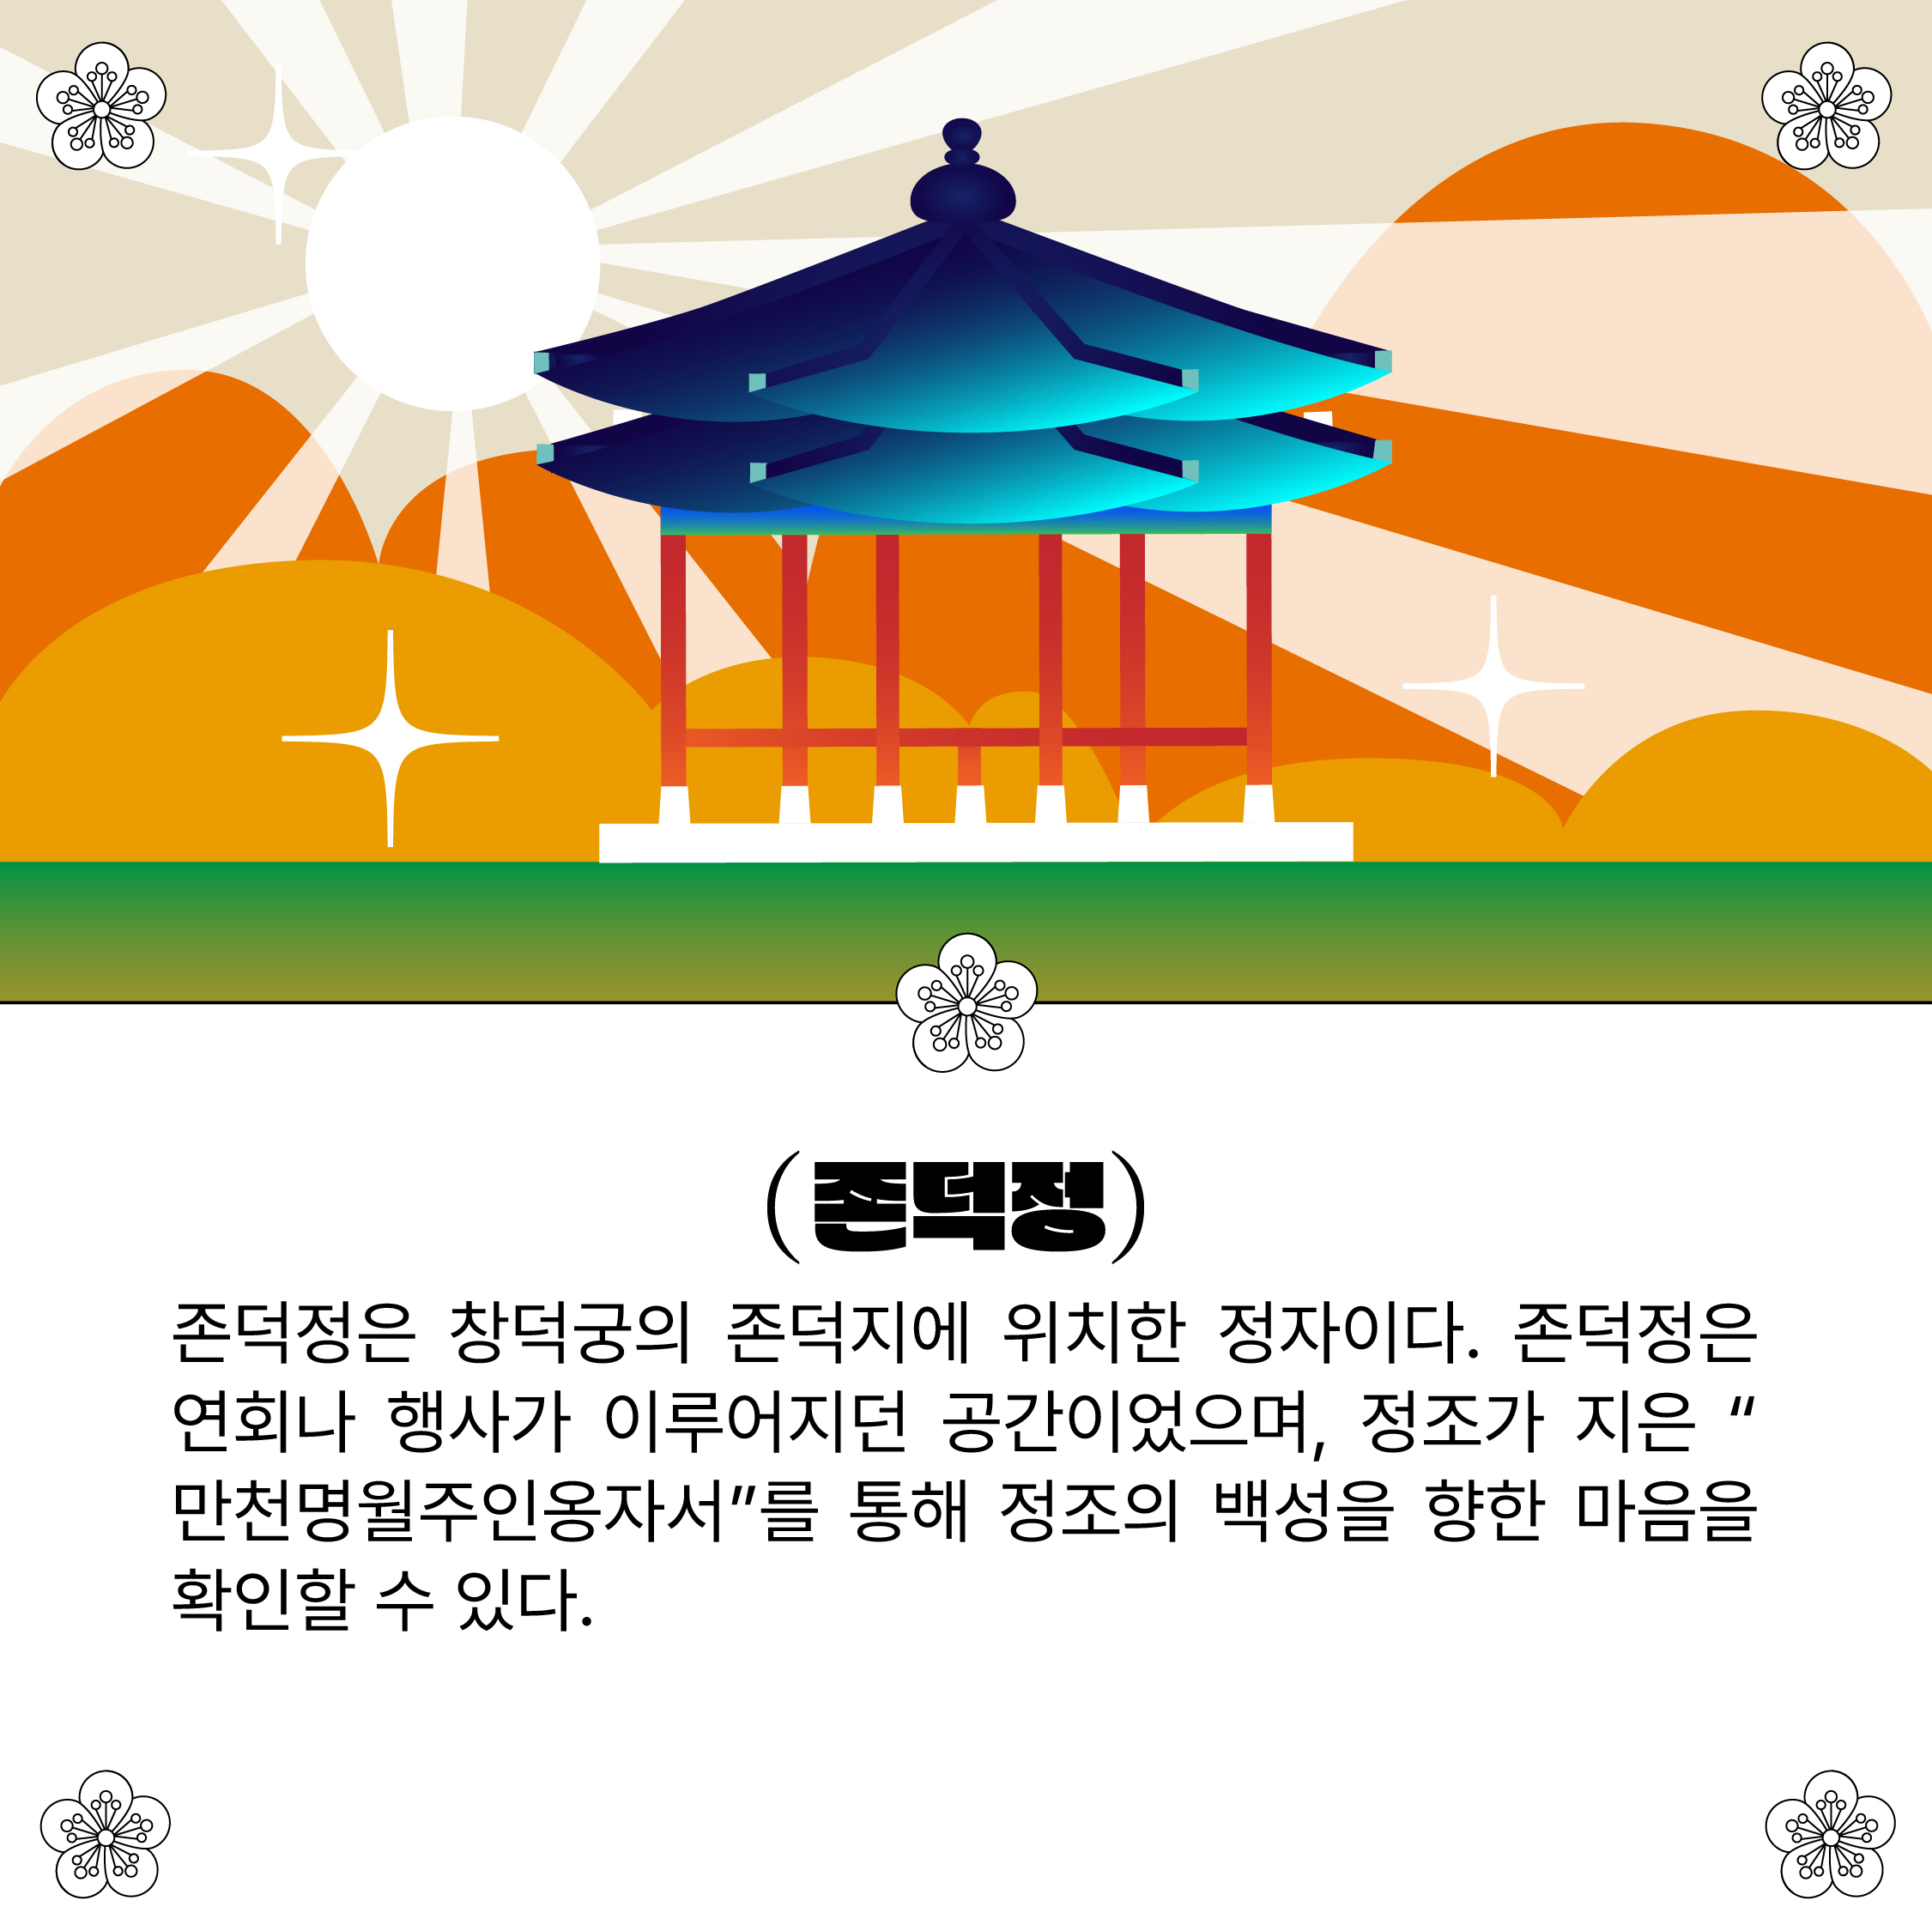 (존덕정)
존덕정은 창덕궁의 존덕지에 위치한 정자이다. 존덕정은
연회나 행사가 이루어지던 공간이었으며, 정조가 지은 "
만천명월주인옹자서"를 통해 정조의 백성을 향한 마음을
확인할 수 있다.